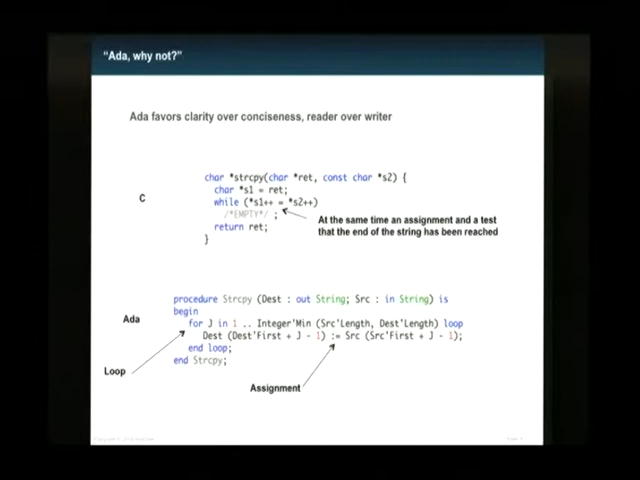 “Ada, why not?”
Ada favors clarity over conciseness, reader over writer
C
char *strcpy(char *ret, const char *s2) {
char *s1 = ret;
while (*s1++ = *s2++)
/*EMPTY*/ ;
return ret;
}
At the same time an assignment and a test
that the end of the string has been reached
Ada
procedure Strcpy (Dest : out String; Src : in String) is
begin
for J in 1 .. Integer'Min (Src'Length, Dest'Length) loop
Dest (Dest'First + J - 1) := Src (Src'First + J - 1);
end loop;
end Strcpy;
Loop
Assignment